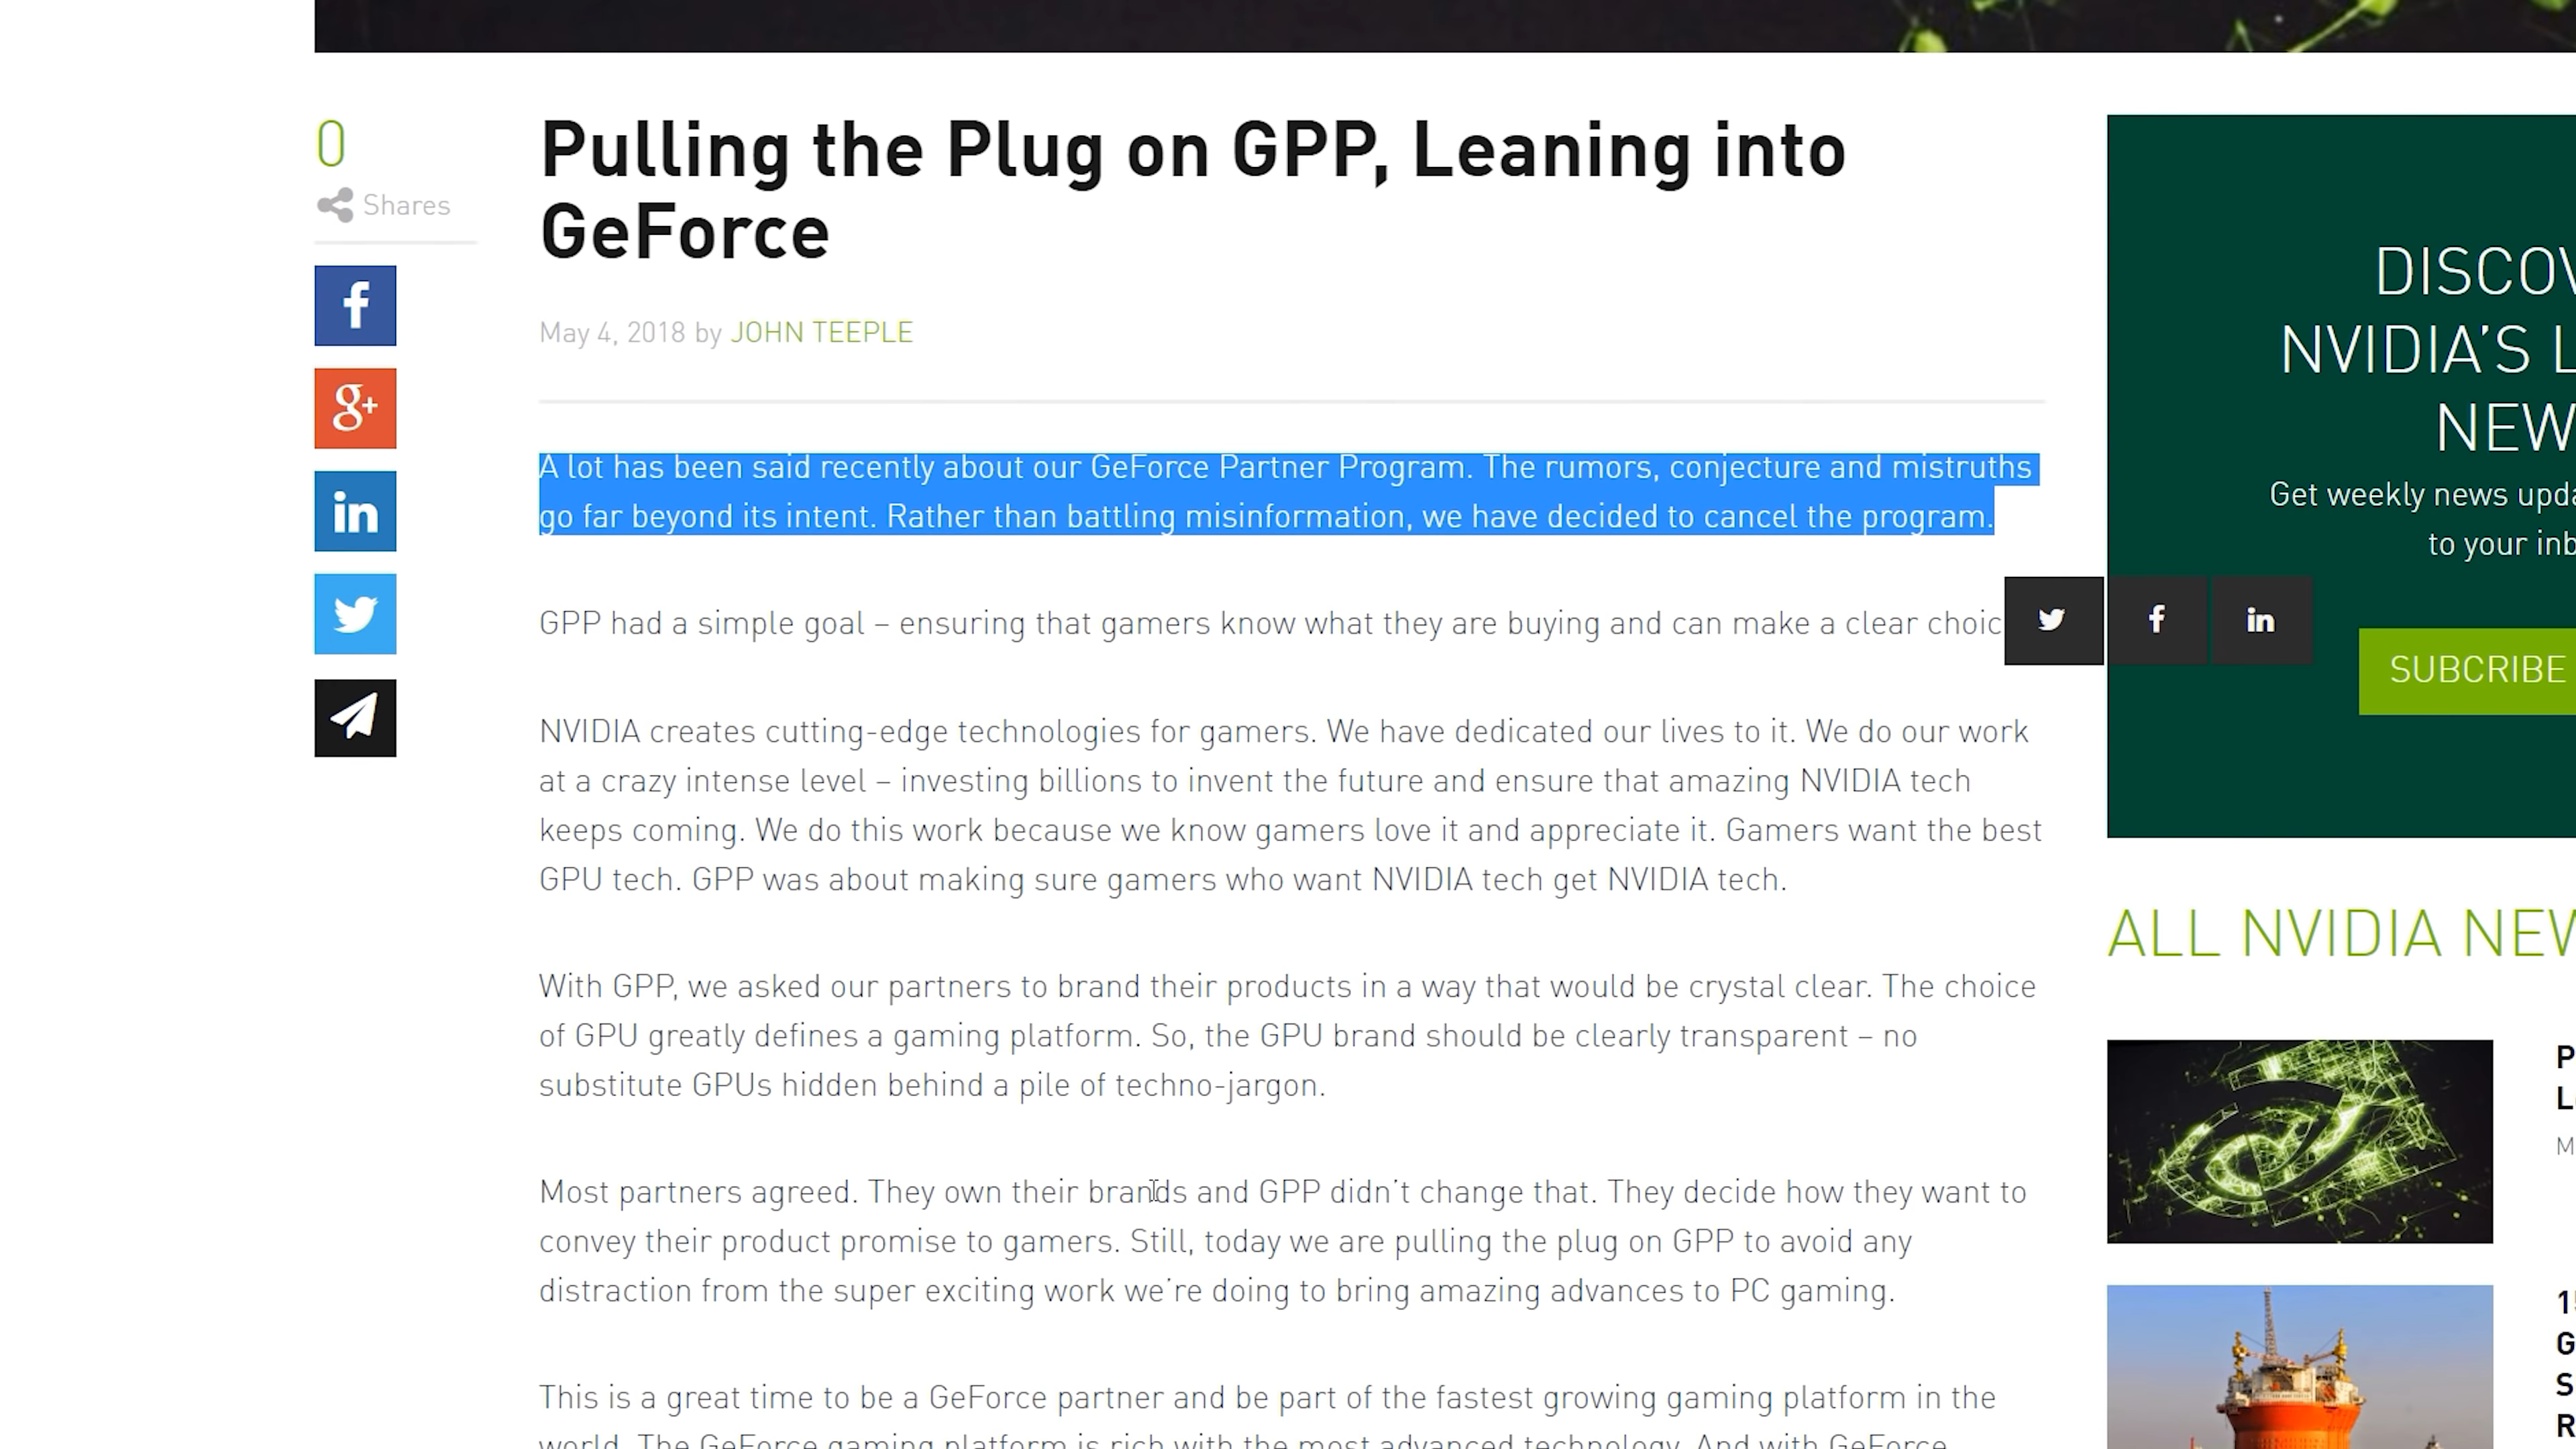 0
Shares
Pulling the Plug on GPP, Leaning into
GeForce
May 4, 2018 by JOHN TEEPLE
A lot has been said recently about our GeForce Partner Program. The rumors, conjecture and mistruths
go far beyond its intent. Rather than battling misinformation, we have decided to cancel the program.
GPP had a simple goal – ensuring that gamers know what they are buying and can make a clear choic
NVIDIA creates cutting-edge technologies for gamers. We have dedicated our lives to it. We do our work
at a crazy intense level – investing billions to invent the future and ensure that amazing NVIDIA tech
keeps coming. We do this work because we know gamers love it and appreciate it. Gamers want the best
GPU tech. GPP was about making sure gamers who want NVIDIA tech get NVIDIA tech.
With GPP, we asked our partners to brand their products in a way that would be crystal clear. The choice
of GPU greatly defines a gaming platform. So, the GPU brand should be clearly transparent – no
substitute GPUs hidden behind a pile of techno-jargon.
Most partners agreed. They own their brands and GPP didn't change that. They decide how they want to
convey their product promise to gamers. Still, today we are pulling the plug on GPP to avoid any
distraction from the super exciting work we're doing to bring amazing advances to PC gaming.
This is a great time to be a GeForce partner and be part of the fastest growing gaming platform in the
world. The GeForce gaming platform is rich with the most advanced technology. And with GeForce
DISCOV
NVIDIA'S L
NEW
Get weekly news upda
to your inb
SUBCRIBE
ALL NVIDIA NEW
P
L
M
1
G
S
R